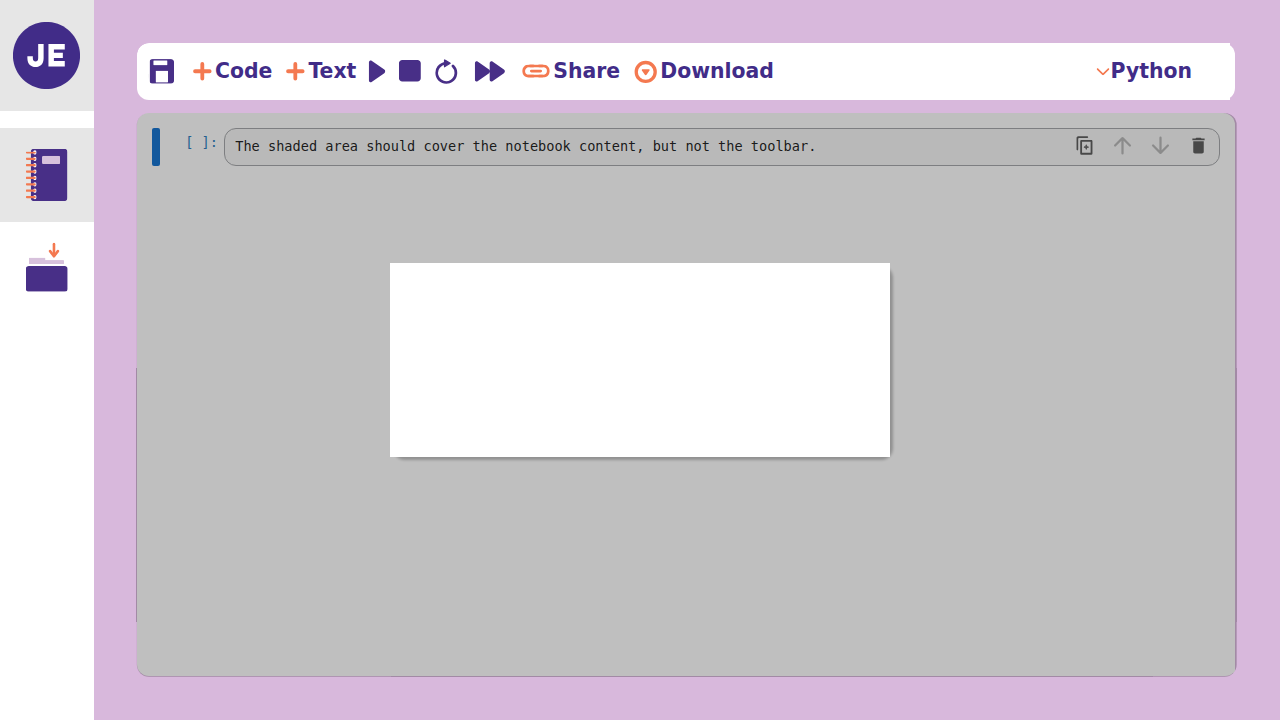 JE
Code Text Share Download Python
[ ]: The shaded area should cover the notebook content, but not the toolbar.